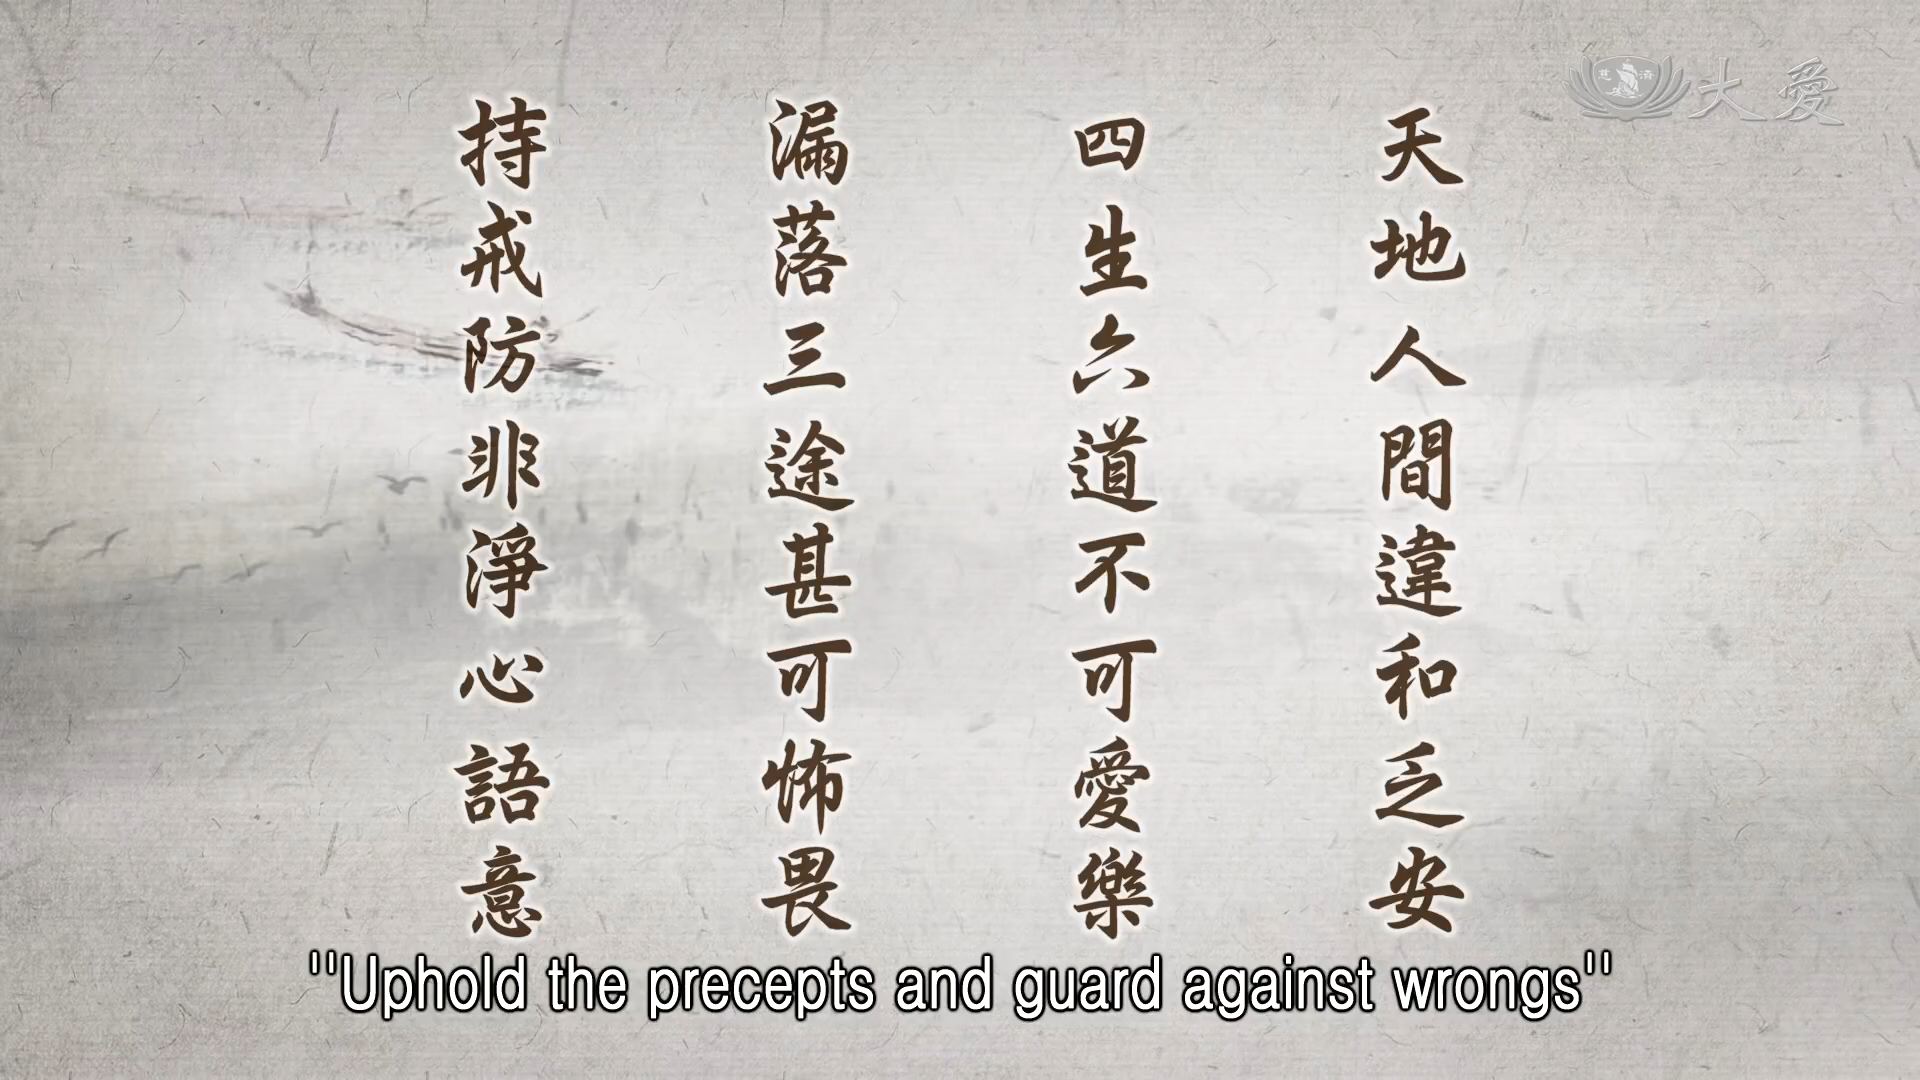 天地人間違和乏安
四生六道不可愛樂
漏落三途甚可怖畏
持戒防非淨心語意
"Uphold the precepts and guard against wrongs"
慈濟
大愛